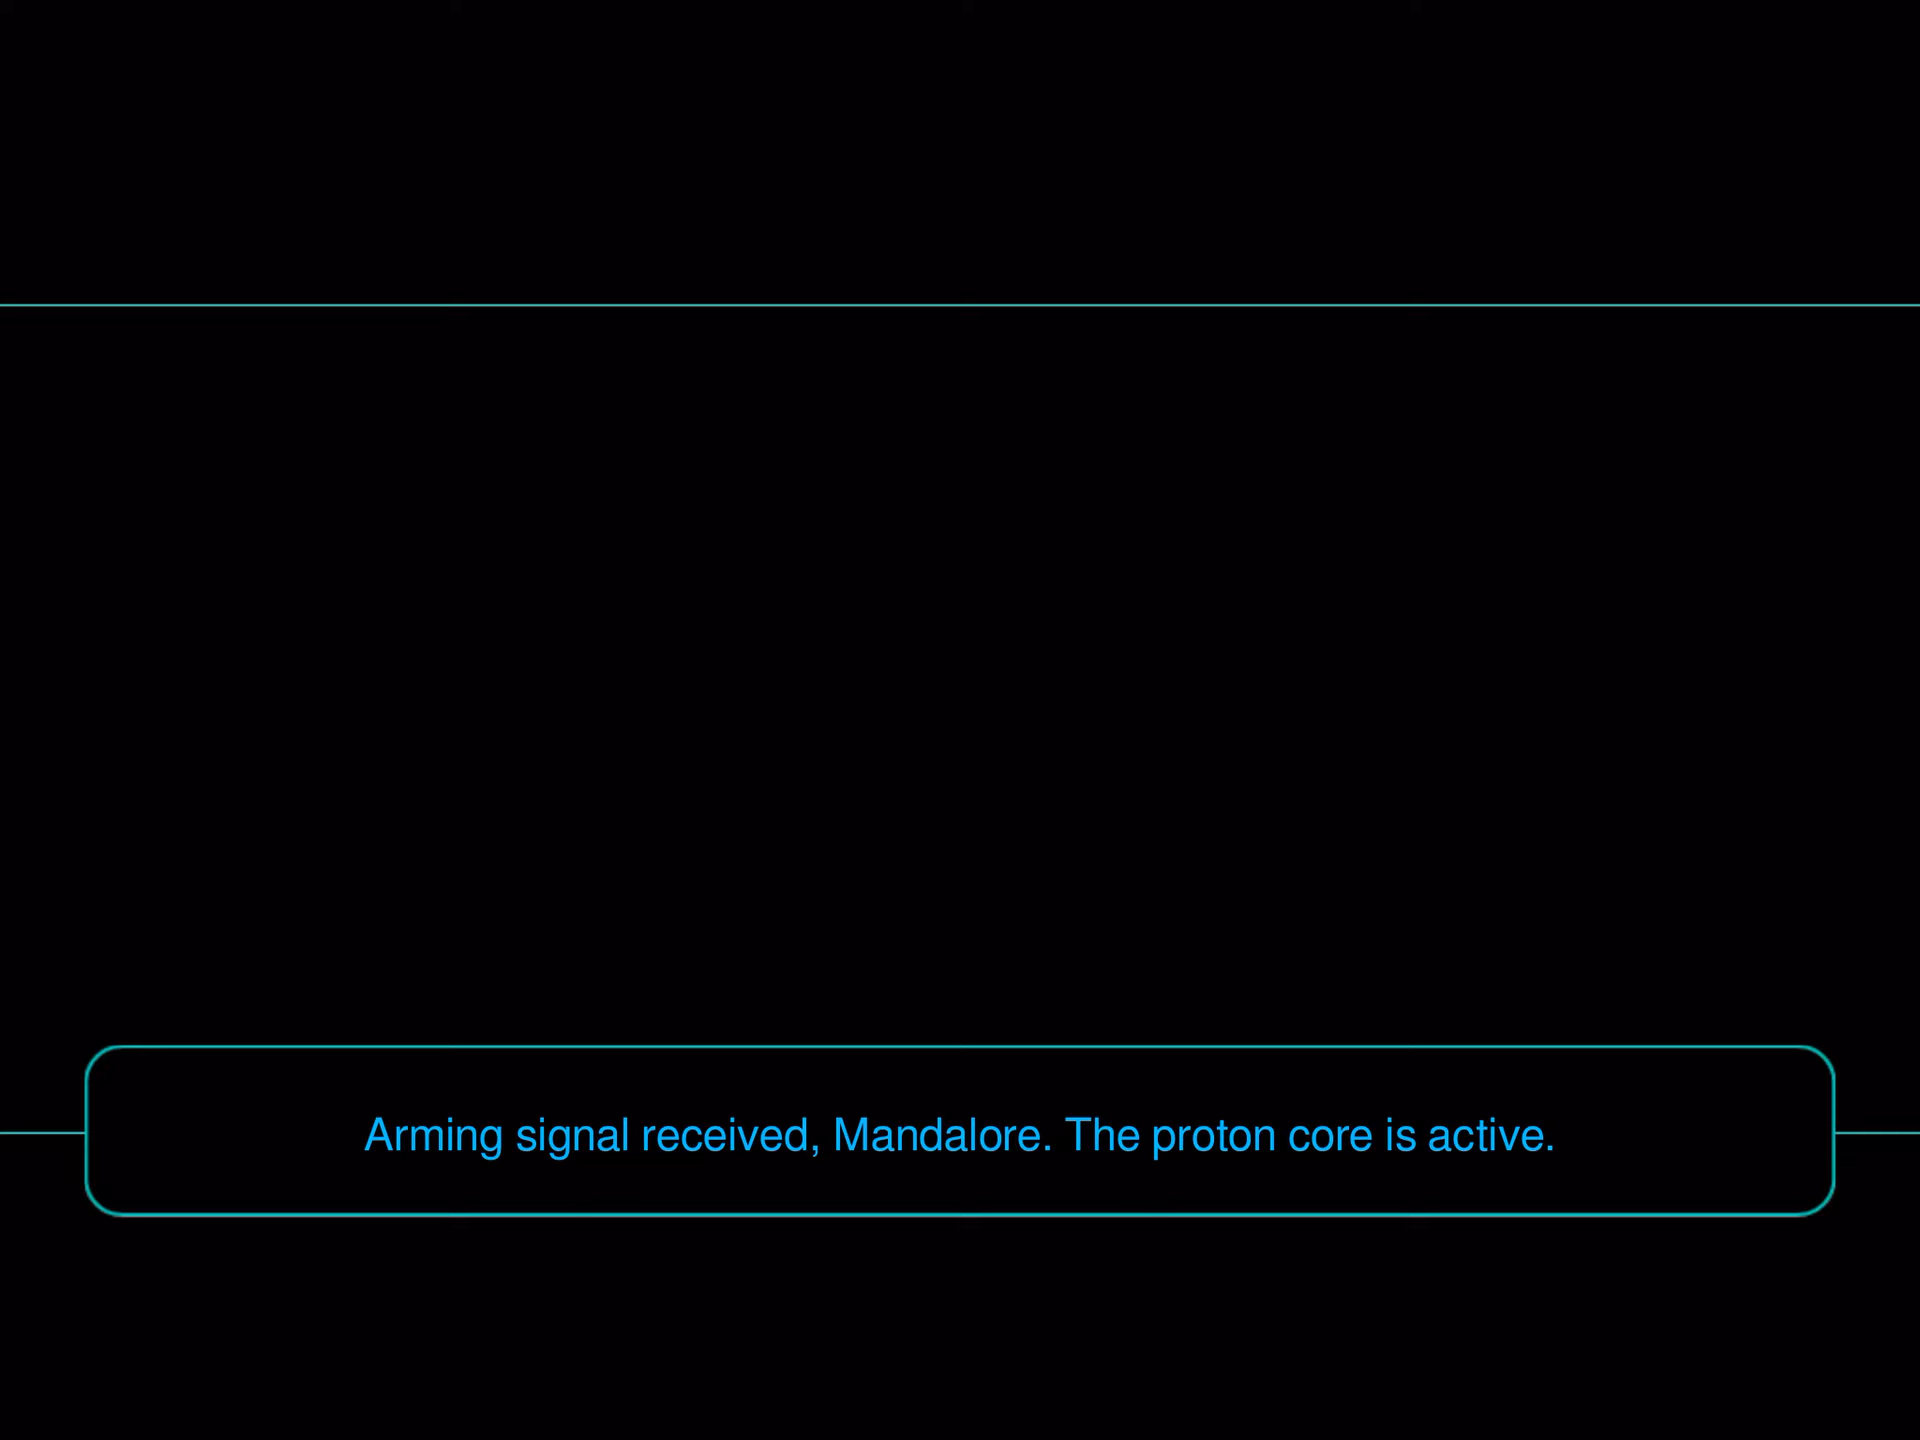 Arming signal received, Mandalore. The proton core is active.